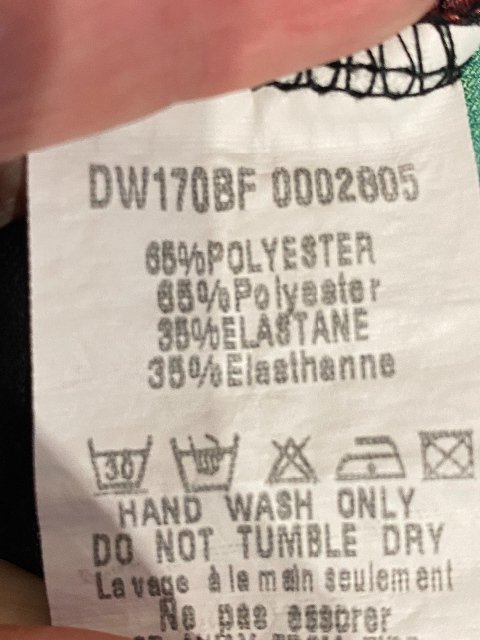 DW170BF 0002605
65%POLYESTER
65%Polyester
35%ELASTANE
35%Elasthanne
30
HAND WASH ONLY
DO NOT TUMBLE DRY
Lavage à la main seulement
Ne pas essorer